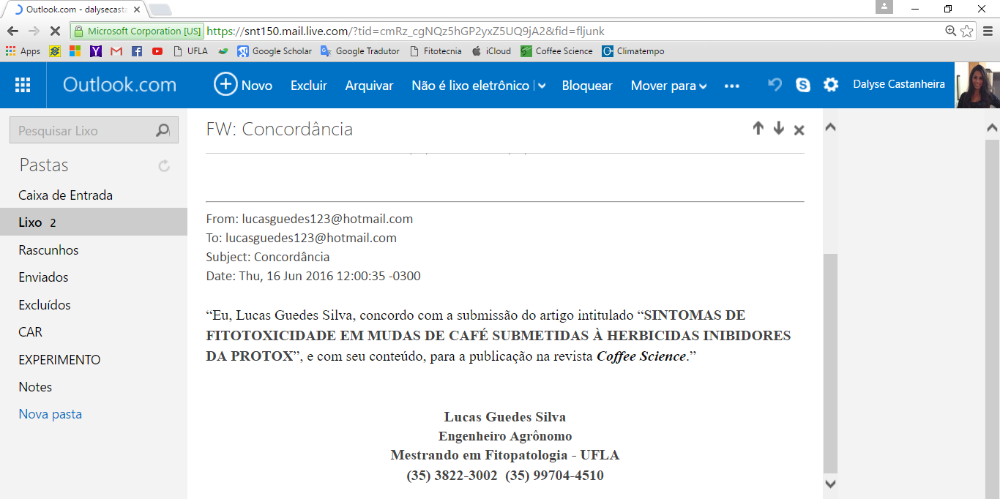 Outlook.com - dalysecasta
Microsoft Corporation [US] https://snt150.mail.live.com/?tid=cmRz_cgNQz5hGP2yxZ5UQ9jA2&fid=fljunk
Apps UFLA Google Scholar Google Tradutor Fitotecnia iCloud Coffee Science Climatempo
Outlook.com Novo Excluir Arquivar Não é lixo eletrônico Bloquear Mover para ... Dalyse Castanheira
Pesquisar Lixo
FW: Concordância
Pastas
Caixa de Entrada
Lixo 2
Rascunhos
Enviados
Excluídos
CAR
EXPERIMENTO
Notes
Nova pasta
From: lucasguedes123@hotmail.com
To: lucasguedes123@hotmail.com
Subject: Concordância
Date: Thu, 16 Jun 2016 12:00:35 -0300
“Eu, Lucas Guedes Silva, concordo com a submissão do artigo intitulado “SINTOMAS DE
FITOTOXICIDADE EM MUDAS DE CAFÉ SUBMETIDAS À HERBICIDAS INIBIDORES
DA PROTOX”, e com seu conteúdo, para a publicação na revista Coffee Science.”
Lucas Guedes Silva
Engenheiro Agrônomo
Mestrando em Fitopatologia - UFLA
(35) 3822-3002 (35) 99704-4510